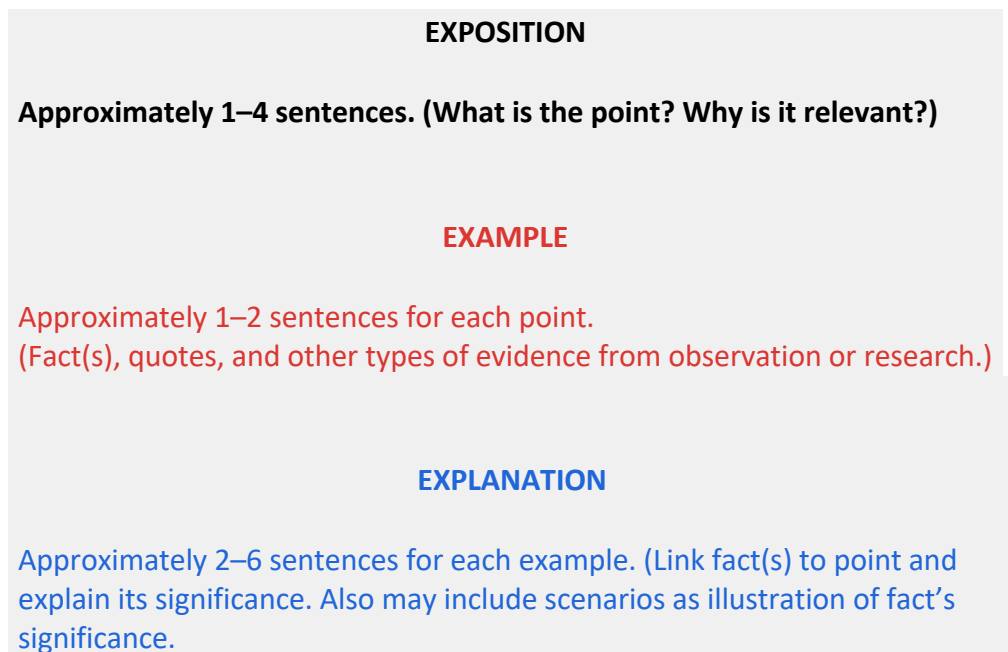 EXPOSITION
Approximately 1–4 sentences. (What is the point? Why is it relevant?)
EXAMPLE
Approximately 1–2 sentences for each point.
(Fact(s), quotes, and other types of evidence from observation or research.)
EXPLANATION
Approximately 2–6 sentences for each example. (Link fact(s) to point and
explain its significance. Also may include scenarios as illustration of fact’s
significance.